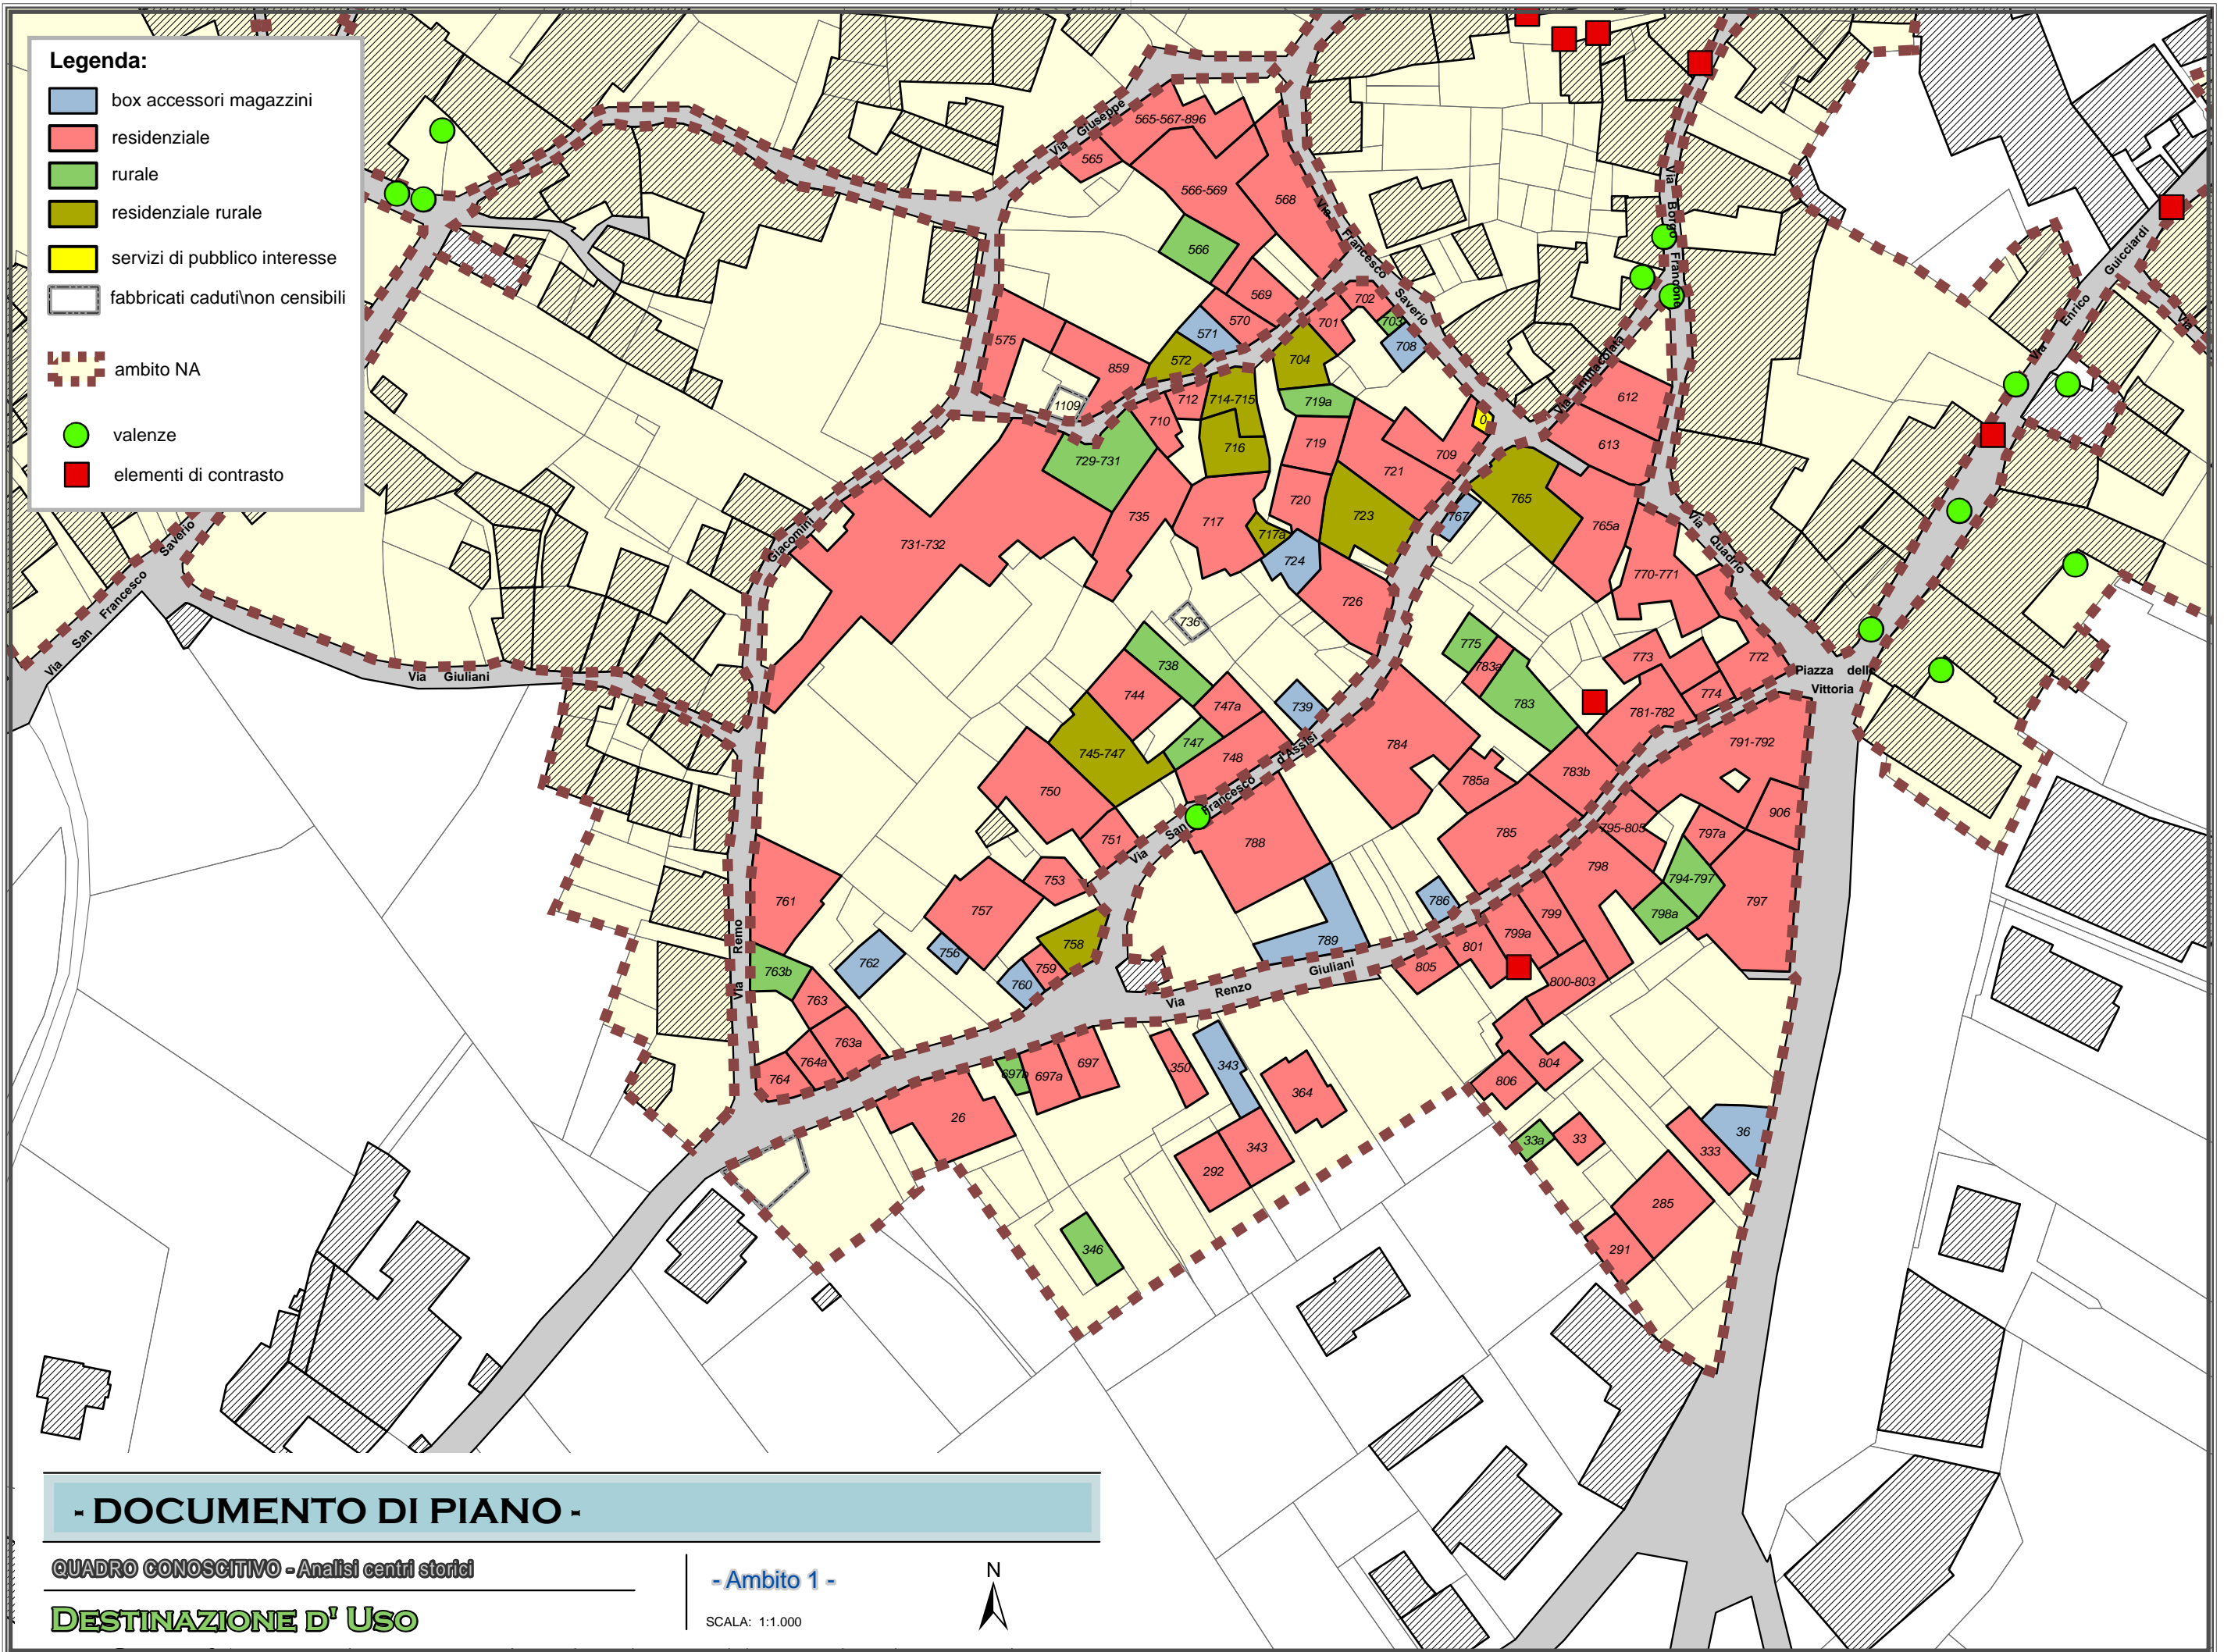 Legenda:
box accessori magazzini
residenziale
rurale
residenziale rurale
servizi di pubblico interesse
fabbricati caduti\non censibili
ambito NA
valenze
elementi di contrasto
Via Giuseppe
Giacomini
Via Francesco Saverio
Via Borgo Francone
Via Immacolata
Via Quadrio
Via Enrico Guicciardi
Via
Piazza delle
Vittoria
Via San Francesco Saverio
Via Giuliani
Via Remo
Via San Francesco d'Assisi
Via Renzo Giuliani
565-567-896
565
566-569
568
566
569
570
571
572
575
859
1109
702
701
703
708
704
719a
712
714-715
710
716
719
709
0
721
720
723
729-731
735
717
717a
724
726
731-732
736
612
613
765
765a
767
770-771
772
773
774
775
783a
783
781-782
791-792
738
744
747a
747
739
745-747
748
750
751
753
784
785a
783b
785
795-805
797a
906
788
789
786
798
794-797
798a
797
799
799a
801
805
800-803
804
806
757
756
758
759
760
761
762
763b
763
763a
764a
764
697b
697a
697
350
343
364
26
292
343
346
33a
33
36
333
285
291
- DOCUMENTO DI PIANO -
QUADRO CONOSCITIVO - Analisi centri storici
- Ambito 1 -
N
DESTINAZIONE D' USO
SCALA: 1:1.000